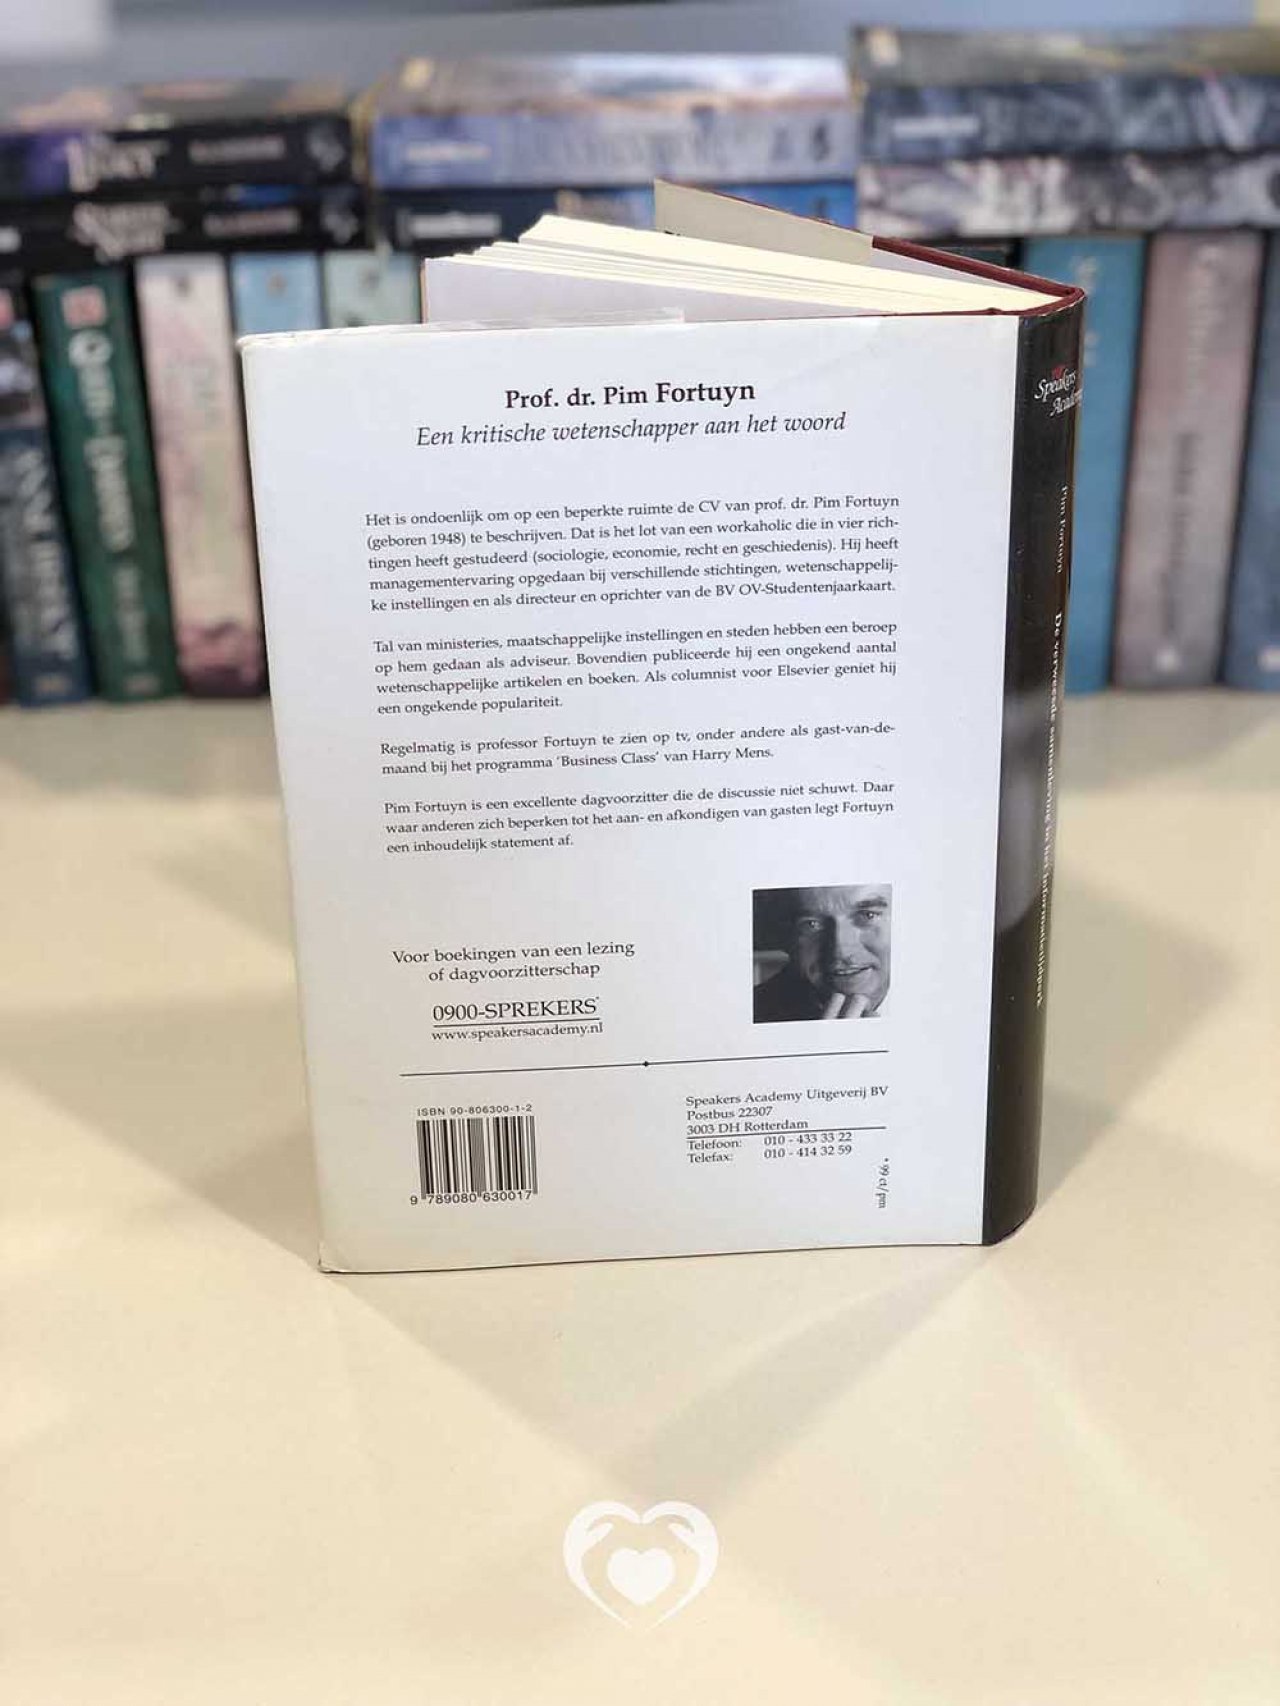 Prof. dr. Pim Fortuyn
Een kritische wetenschapper aan het woord
Het is ondoenlijk om op een beperkte ruimte de CV van prof. dr. Pim Fortuyn
(geboren 1948) te beschrijven. Dat is het lot van een workaholic die in vier rich-
tingen heeft gestudeerd (sociologie, economie, recht en geschiedenis). Hij heeft
managementervaring opgedaan bij verschillende stichtingen, wetenschappelij-
ke instellingen en als directeur en oprichter van de BV OV-Studentenjaarkaart.
Tal van ministeries, maatschappelijke instellingen en steden hebben een beroep
op hem gedaan als adviseur. Bovendien publiceerde hij een ongekend aantal
wetenschappelijke artikelen en boeken. Als columnist voor Elsevier geniet hij
een ongekende populariteit.
Regelmatig is professor Fortuyn te zien op tv, onder andere als gast-van-de-
maand bij het programma 'Business Class' van Harry Mens.
Pim Fortuyn is een excellente dagvoorzitter die de discussie niet schuwt. Daar
waar anderen zich beperken tot het aan- en afkondigen van gasten legt Fortuyn
een inhoudelijk statement af.
Voor boekingen van een lezing
of dagvoorzitterschap
0900-SPREKERS*
www.speakersacademy.nl
ISBN 90-806300-1-2
9 789080 630017
Speakers Academy Uitgeverij BV
Postbus 22307
3003 DH Rotterdam
Telefoon: 010 - 433 33 22
Telefax: 010 - 414 32 59
* 99 ct/pm
Speakers
Academy
Pim Fortuyn
De verweesde samenleving in het informatietijdperk